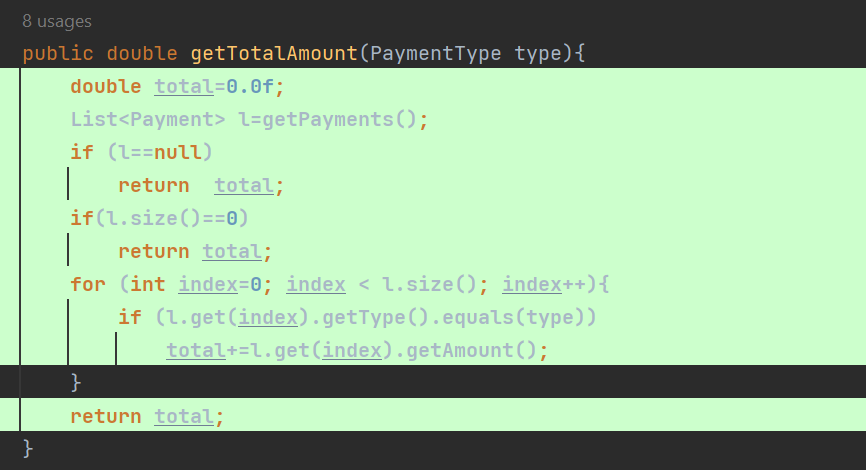 8 usages
public double getTotalAmount(PaymentType type){
double total=0.0f;
List<Payment> l=getPayments();
if (l==null)
return  total;
if(l.size()==0)
return total;
for (int index=0; index < l.size(); index++){
if (l.get(index).getType().equals(type))
total+=l.get(index).getAmount();
}
return total;
}